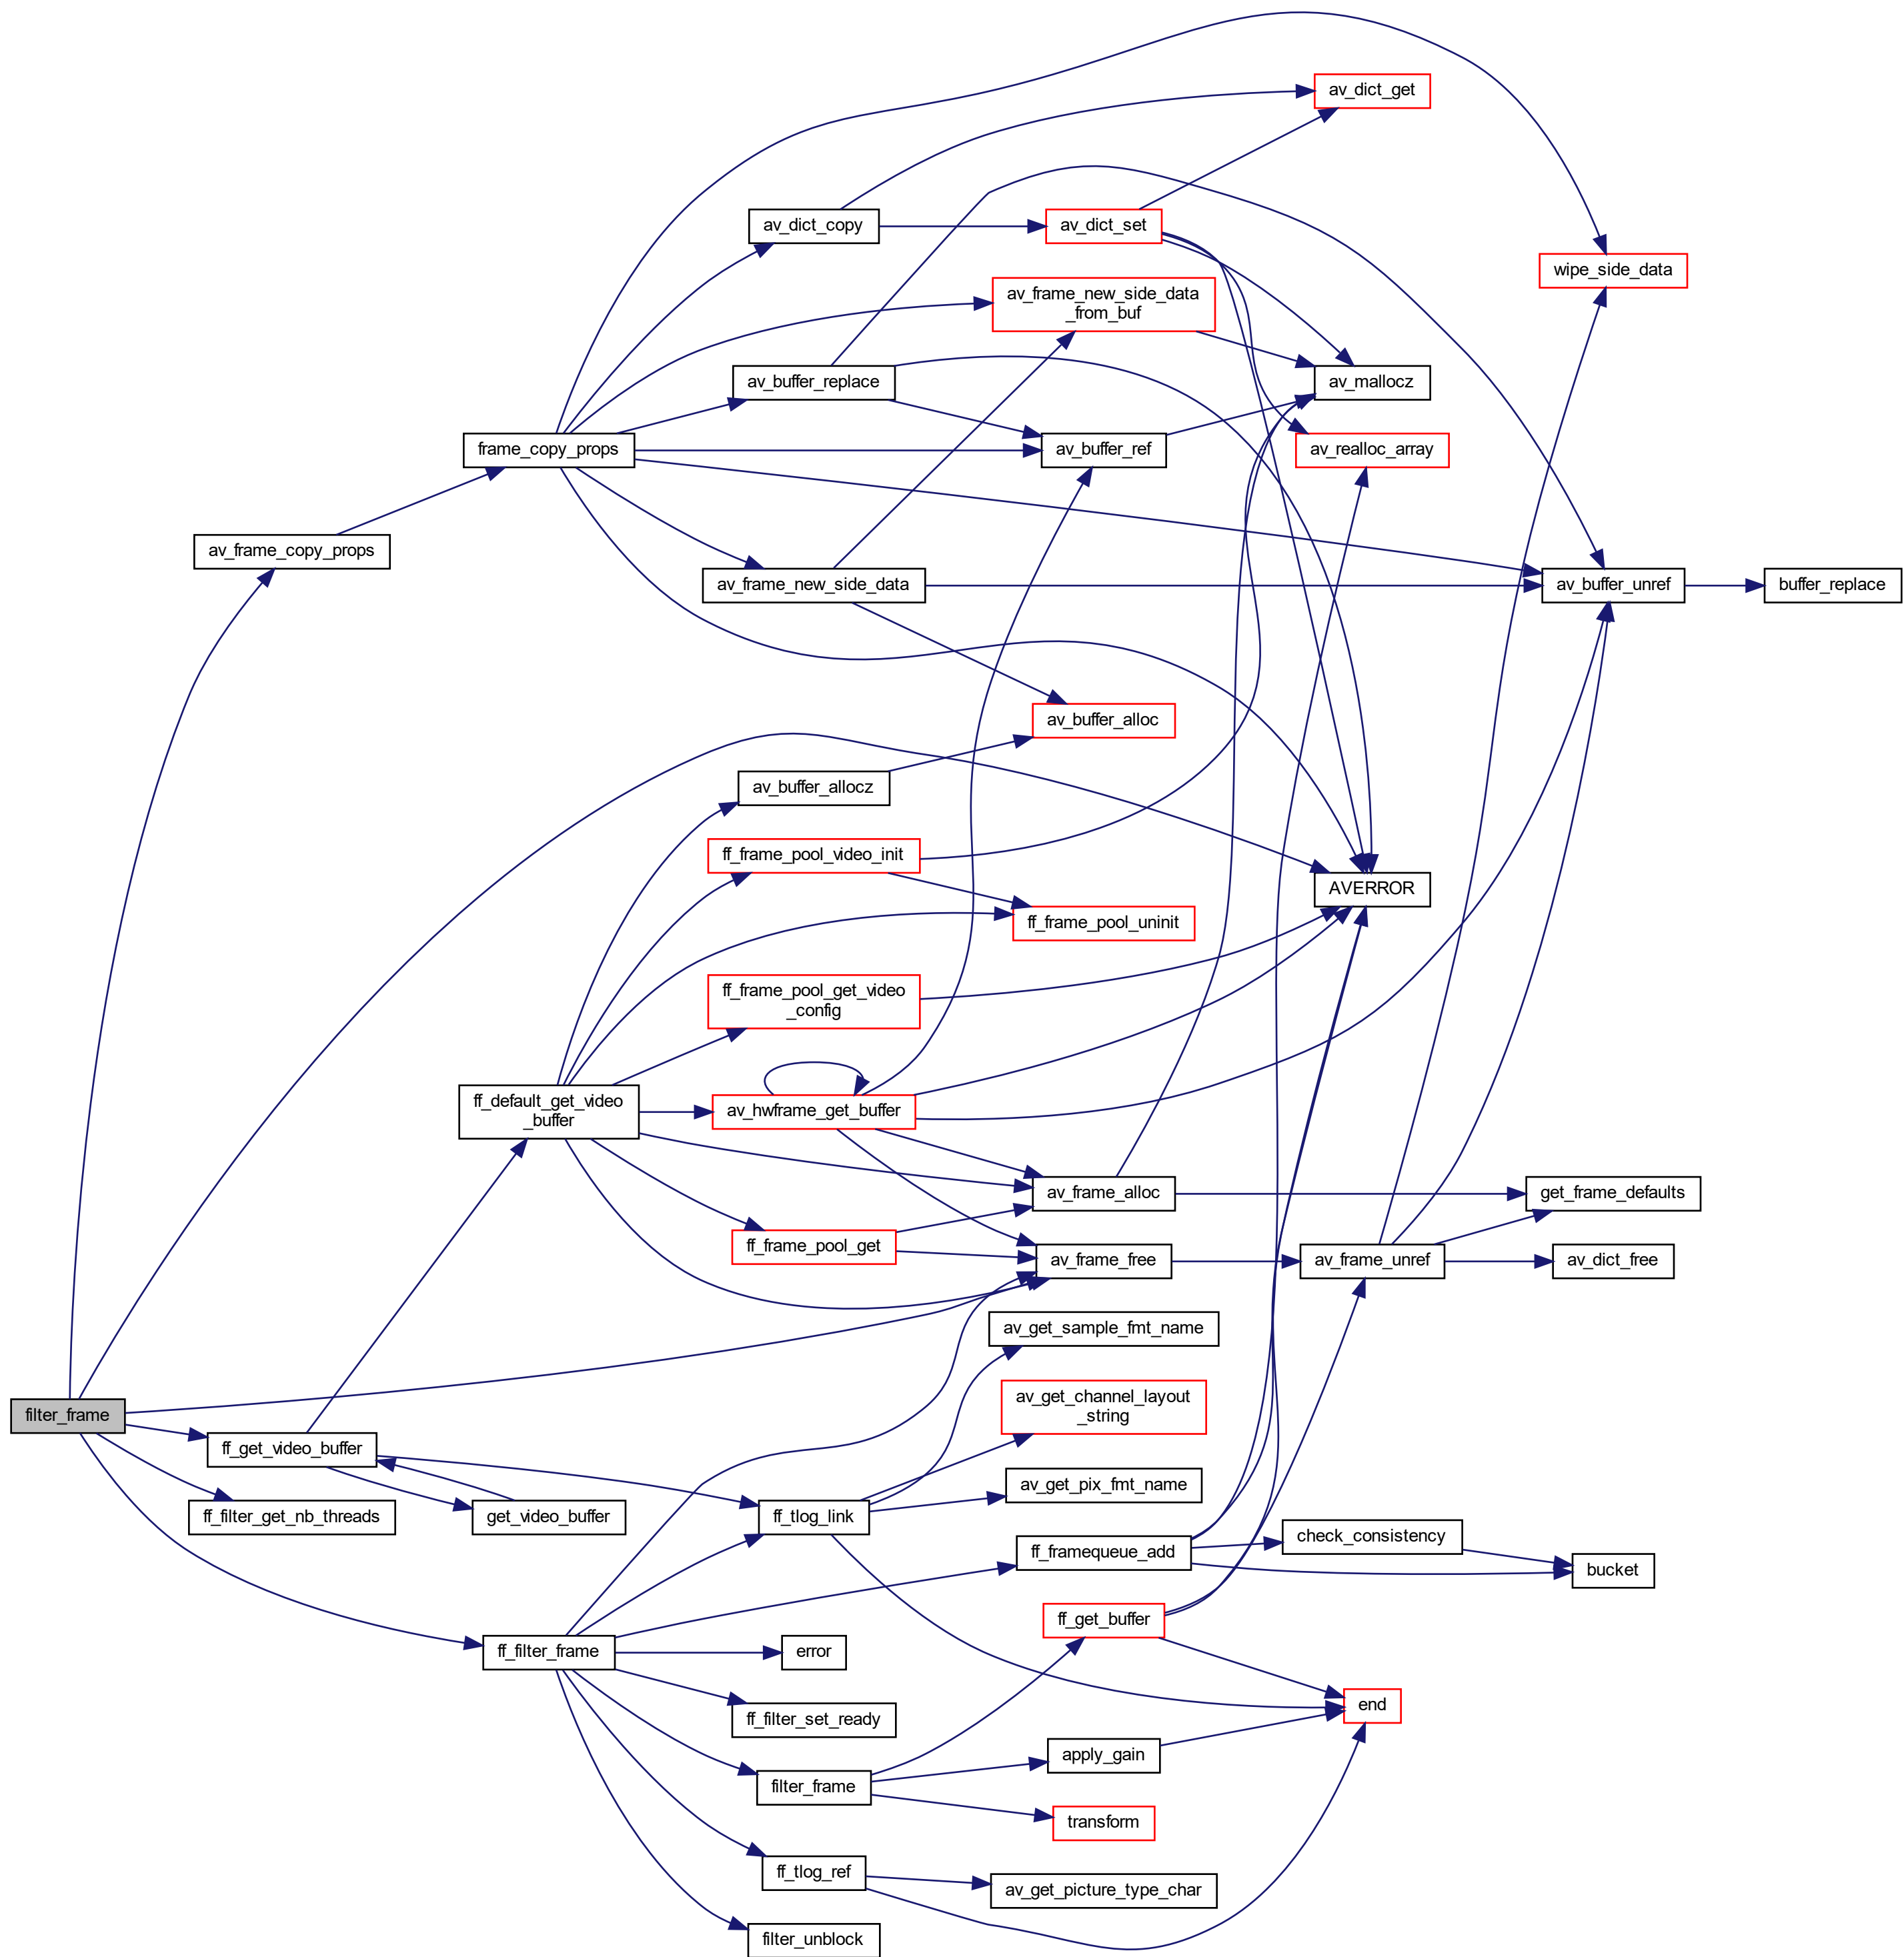 av_dict_get
av_dict_copy
av_dict_set
wipe_side_data
av_frame_new_side_data
_from_buf
av_buffer_replace
av_mallocz
frame_copy_props
av_buffer_ref
av_realloc_array
av_frame_copy_props
av_frame_new_side_data
av_buffer_unref
buffer_replace
av_buffer_alloc
av_buffer_allocz
ff_frame_pool_video_init
AVERROR
ff_frame_pool_uninit
ff_frame_pool_get_video
_config
ff_default_get_video
_buffer
av_hwframe_get_buffer
av_frame_alloc
get_frame_defaults
ff_frame_pool_get
av_frame_free
av_frame_unref
av_dict_free
av_get_sample_fmt_name
filter_frame
av_get_channel_layout
_string
ff_get_video_buffer
av_get_pix_fmt_name
ff_filter_get_nb_threads
get_video_buffer
ff_tlog_link
check_consistency
ff_framequeue_add
bucket
ff_get_buffer
ff_filter_frame
error
end
ff_filter_set_ready
apply_gain
filter_frame
transform
ff_tlog_ref
av_get_picture_type_char
filter_unblock